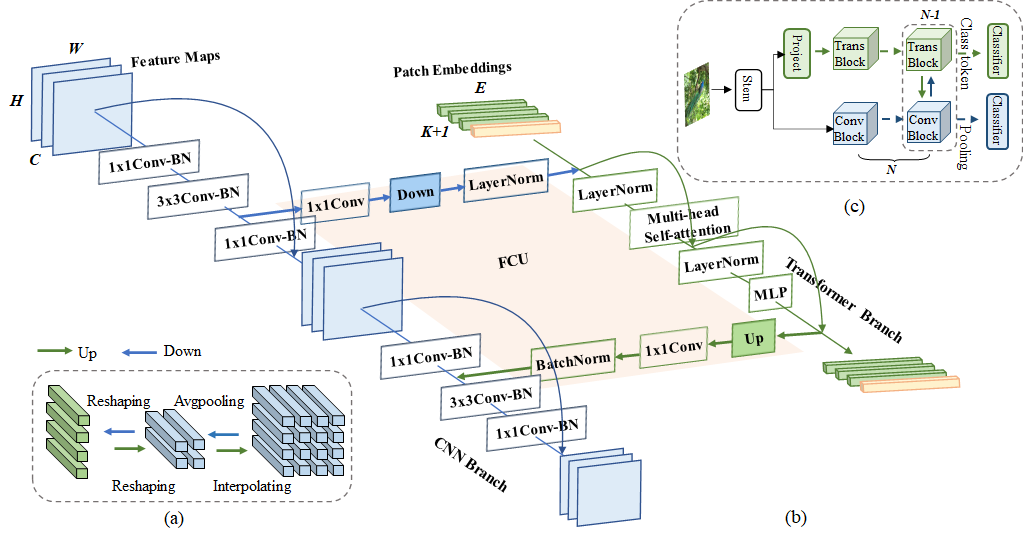 W
Feature Maps
H
C
1x1Conv-BN
3x3Conv-BN
1x1Conv-BN
Patch Embeddings
E
K+1
1x1Conv
Down
LayerNorm
LayerNorm
Multi-head
Self-attention
LayerNorm
MLP
Transformer Branch
FCU
Up
1x1Conv
BatchNorm
1x1Conv-BN
3x3Conv-BN
1x1Conv-BN
CNN Branch
(b)
Up
Down
Reshaping
Avgpooling
Reshaping
Interpolating
(a)
N-1
Stem
Project
Trans
Block
Trans
Block
Class token
Classifier
Conv
Block
Conv
Block
Pooling
Classifier
N
(c)